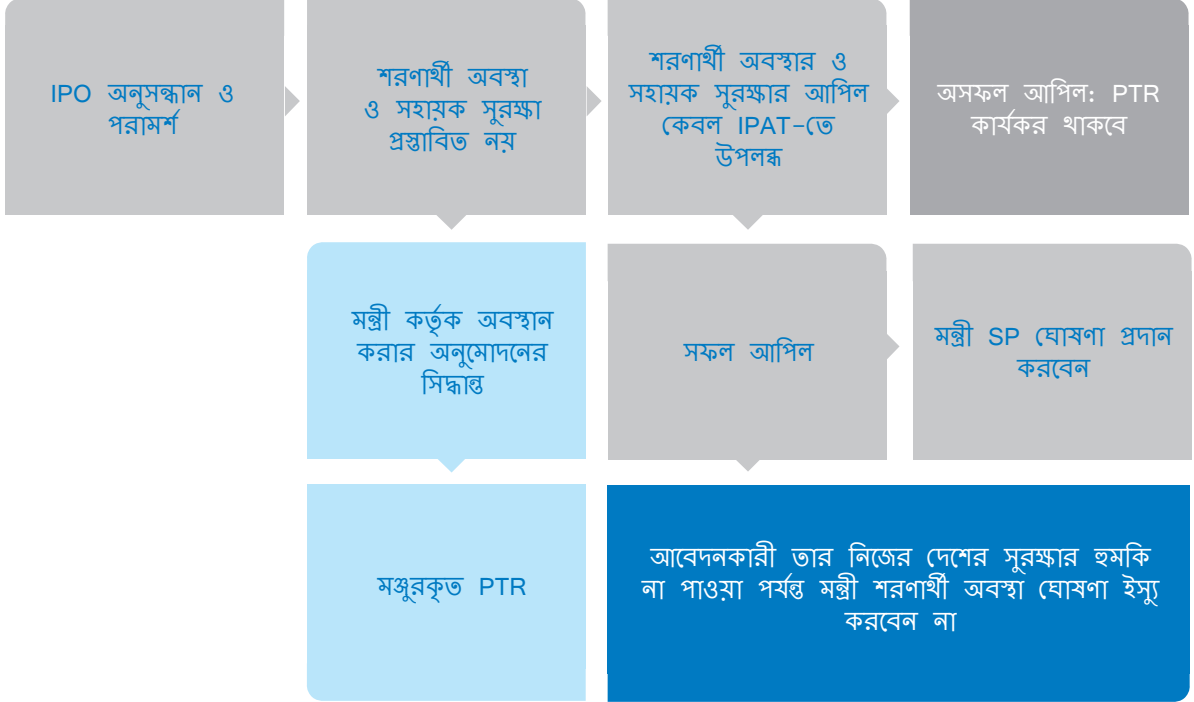 IPO অনুসন্ধান ও
পরামর্শ
শরণার্থী অবস্থা
ও সহায়ক সুরক্ষা
প্রস্তাবিত নয়
শরণার্থী অবস্থার ও
সহায়ক সুরক্ষার আপিল
কেবল IPAT-তে
উপলব্ধ
অসফল আপিল: PTR
কার্যকর থাকবে
মন্ত্রী কর্তৃক অবস্থান
করার অনুমোদনের
সিদ্ধান্ত
সফল আপিল
মন্ত্রী SP ঘোষণা প্রদান
করবেন
মঞ্জুরকৃত PTR
আবেদনকারী তার নিজের দেশের সুরক্ষার হুমকি
না পাওয়া পর্যন্ত মন্ত্রী শরণার্থী অবস্থা ঘোষণা ইস্যু
করবেন না